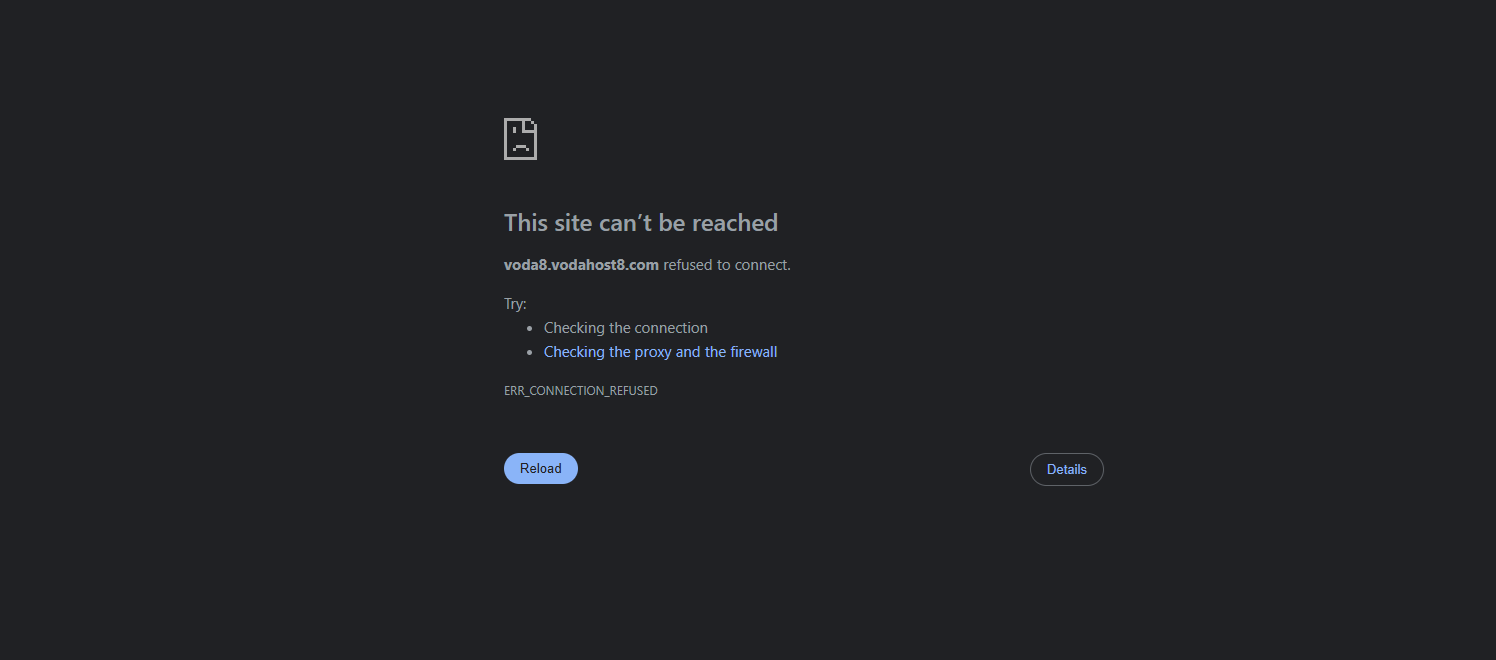 This site can’t be reached
voda8.vodahost8.com refused to connect.
Try:
• Checking the connection
• Checking the proxy and the firewall
ERR_CONNECTION_REFUSED
Reload
Details